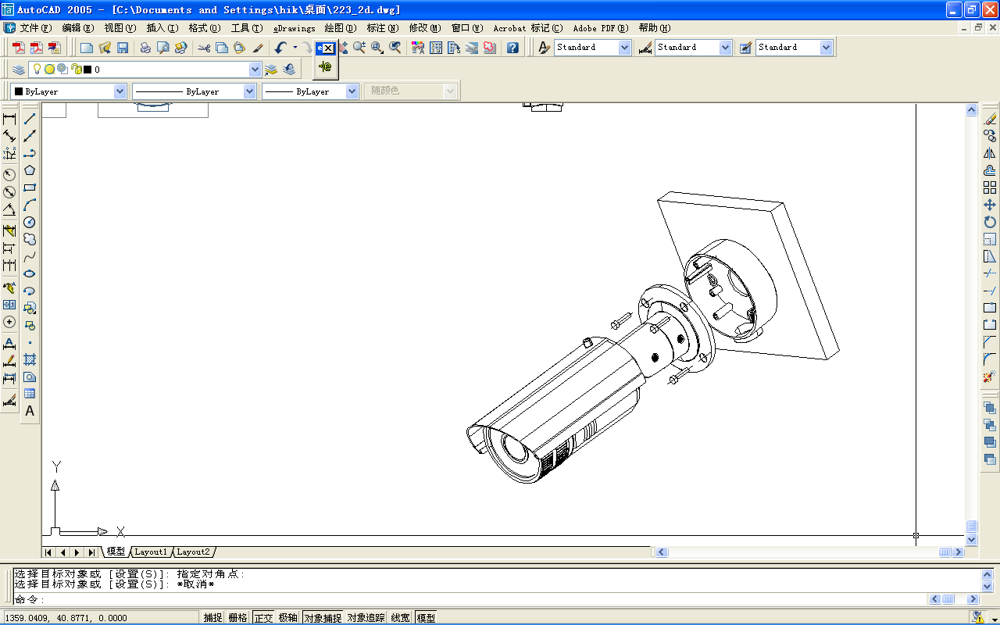 AutoCAD 2005 - [C:\Documents and Settings\hik\桌面\223_2d.dwg]
文件(F) 编辑(E) 视图(V) 插入(I) 格式(O) 工具(T) eDrawings 绘图(D) 标注(N) 修改(M) 窗口(W) Acrobat 标记(C) Adobe PDF(B) 帮助(H)
Standard Standard Standard
0
ByLayer ByLayer ByLayer 随颜色
A
A
Y
X
模型 Layout1 Layout2
选择目标对象或 [设置(S)]: 指定对角点:
选择目标对象或 [设置(S)]: *取消*
命令:
1359.0409, 40.8771, 0.0000 捕捉 栅格 正交 极轴 对象捕捉 对象追踪 线宽 模型